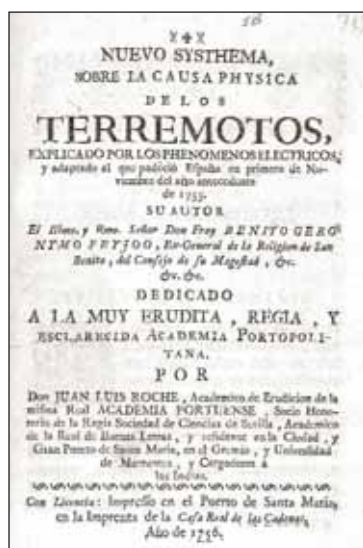 NUEVO SYSTHEMA,
SOBRE LA CAUSA PHYSICA
DE LOS
TERREMOTOS,
EXPLICADO POR LOS PHENOMENOS ELECTRICOS,
y adaptado al que padeció España en primero de No-
viembre del año antecedente
de 1755.
SU AUTOR
El Illmo. y Rmo. Señor Don Fray BENITO GERO-
NYMO FEYJOO, Ex-General de la Religion de San
Benito, del Consejo de su Magestad, &c.
&c. &c.
DEDICADO
A LA MUY ERUDITA, REGIA, Y
ESCLARECIDA ACADEMIA PORTOPOLI-
TANA.
POR
Don JUAN LUIS ROCHE, Academico de Erudicion de la
misma Real ACADEMIA PORTUENSE, Socio Hono-
rario de la Regia Sociedad de Ciencias de Sevilla, Academico
de la Real de Buenas Letras, y residente en la Ciudad, y
Gran Puerto de Santa Maria, en el y Universidad
de y Cargadores à
las Indias.
Con Licencia: Impresso en el Puerto de Santa Maria,
en la Imprenta de la Casa Real de las Cadenas,
Año de 1756.